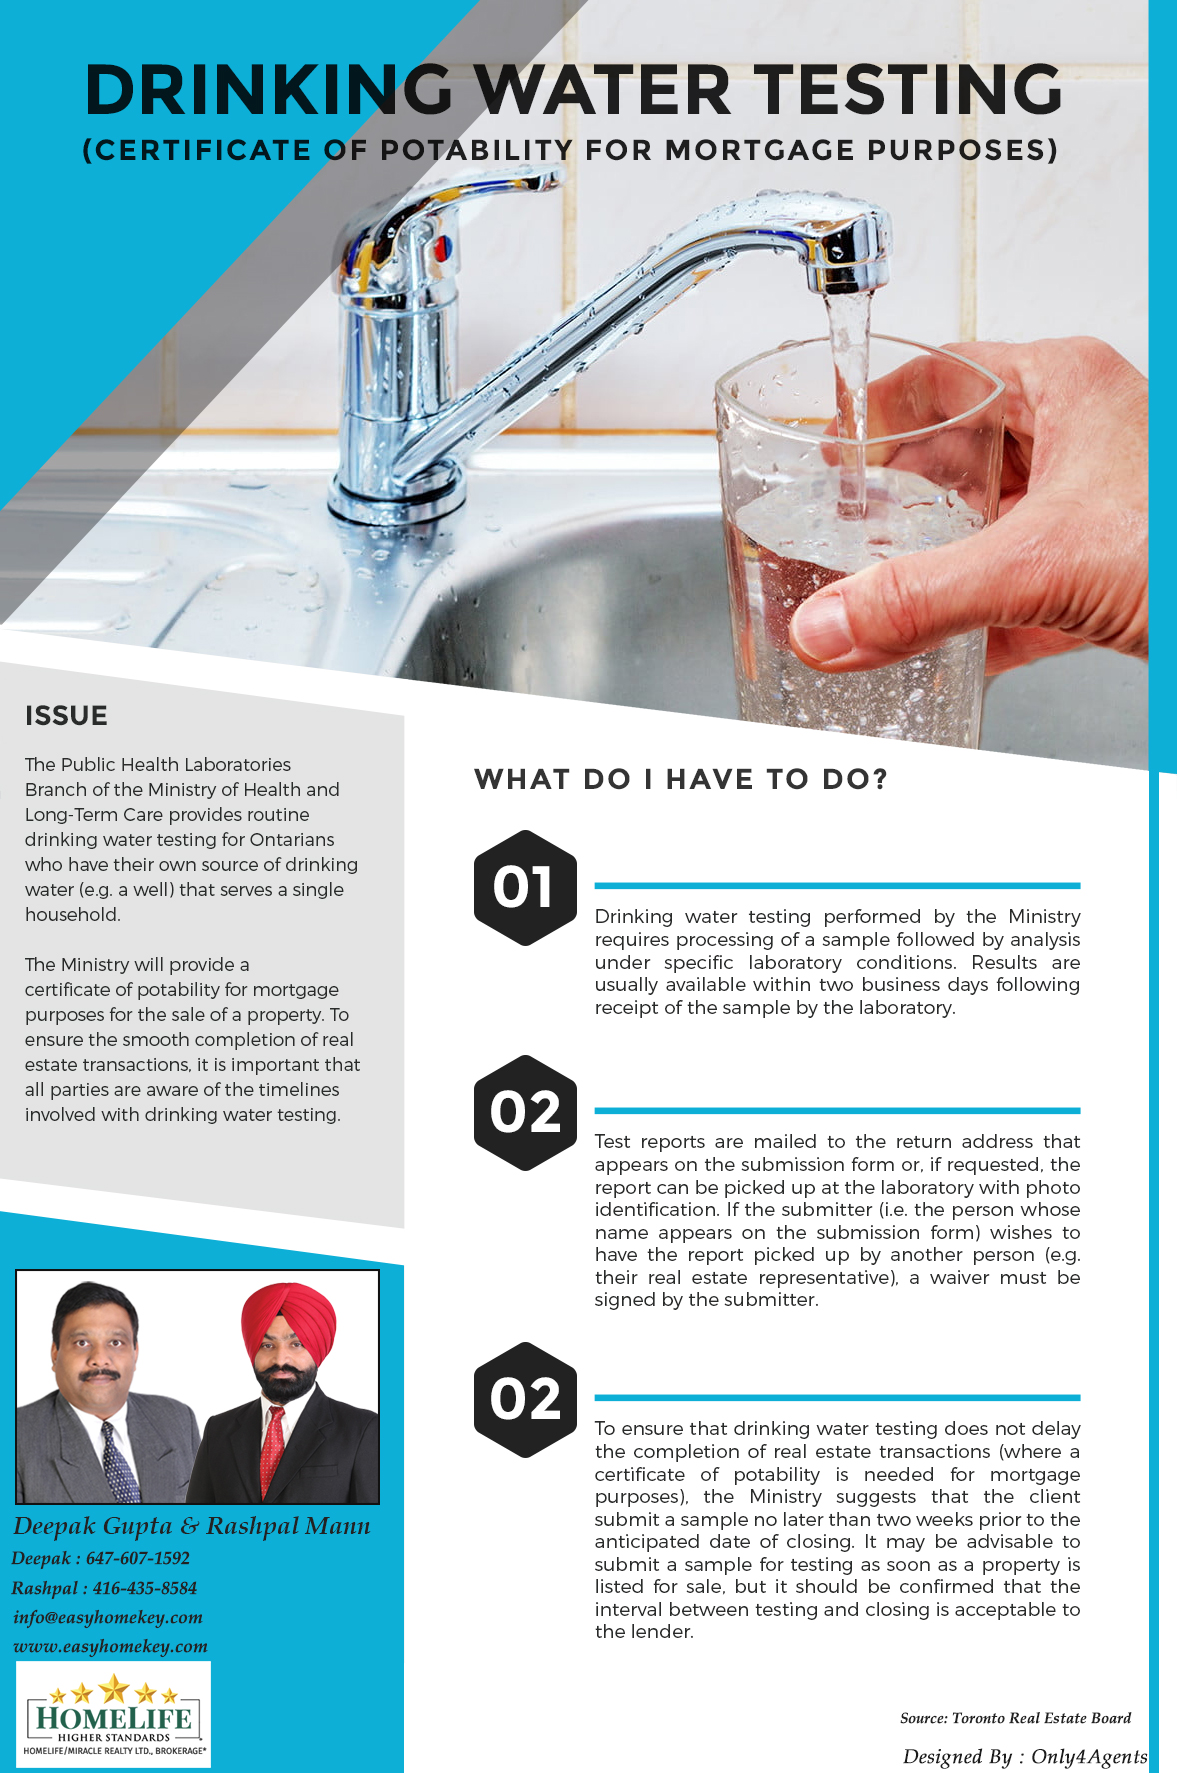 DRINKING WATER TESTING
(CERTIFICATE OF POTABILITY FOR MORTGAGE PURPOSES)
ISSUE
The Public Health Laboratories
Branch of the Ministry of Health and
Long-Term Care provides routine
drinking water testing for Ontarians
who have their own source of drinking
water (e.g. a well) that serves a single
household.
The Ministry will provide a
certificate of potability for mortgage
purposes for the sale of a property. To
ensure the smooth completion of real
estate transactions, it is important that
all parties are aware of the timelines
involved with drinking water testing.
WHAT DO I HAVE TO DO?
01
Drinking water testing performed by the Ministry
requires processing of a sample followed by analysis
under specific laboratory conditions. Results are
usually available within two business days following
receipt of the sample by the laboratory.
02
Test reports are mailed to the return address that
appears on the submission form or, if requested, the
report can be picked up at the laboratory with photo
identification. If the submitter (i.e. the person whose
name appears on the submission form) wishes to
have the report picked up by another person (e.g.
their real estate representative), a waiver must be
signed by the submitter.
02
To ensure that drinking water testing does not delay
the completion of real estate transactions (where a
certificate of potability is needed for mortgage
purposes), the Ministry suggests that the client
submit a sample no later than two weeks prior to the
anticipated date of closing. It may be advisable to
submit a sample for testing as soon as a property is
listed for sale, but it should be confirmed that the
interval between testing and closing is acceptable to
the lender.
Deepak Gupta & Rashpal Mann
Deepak : 647-607-1592
Rashpal : 416-435-8584
info@easyhomekey.com
www.easyhomekey.com
HOMELIFE
HIGHER STANDARDS
HOMELIFE/MIRACLE REALTY LTD., BROKERAGE*
Source: Toronto Real Estate Board
Designed By : Only4Agents